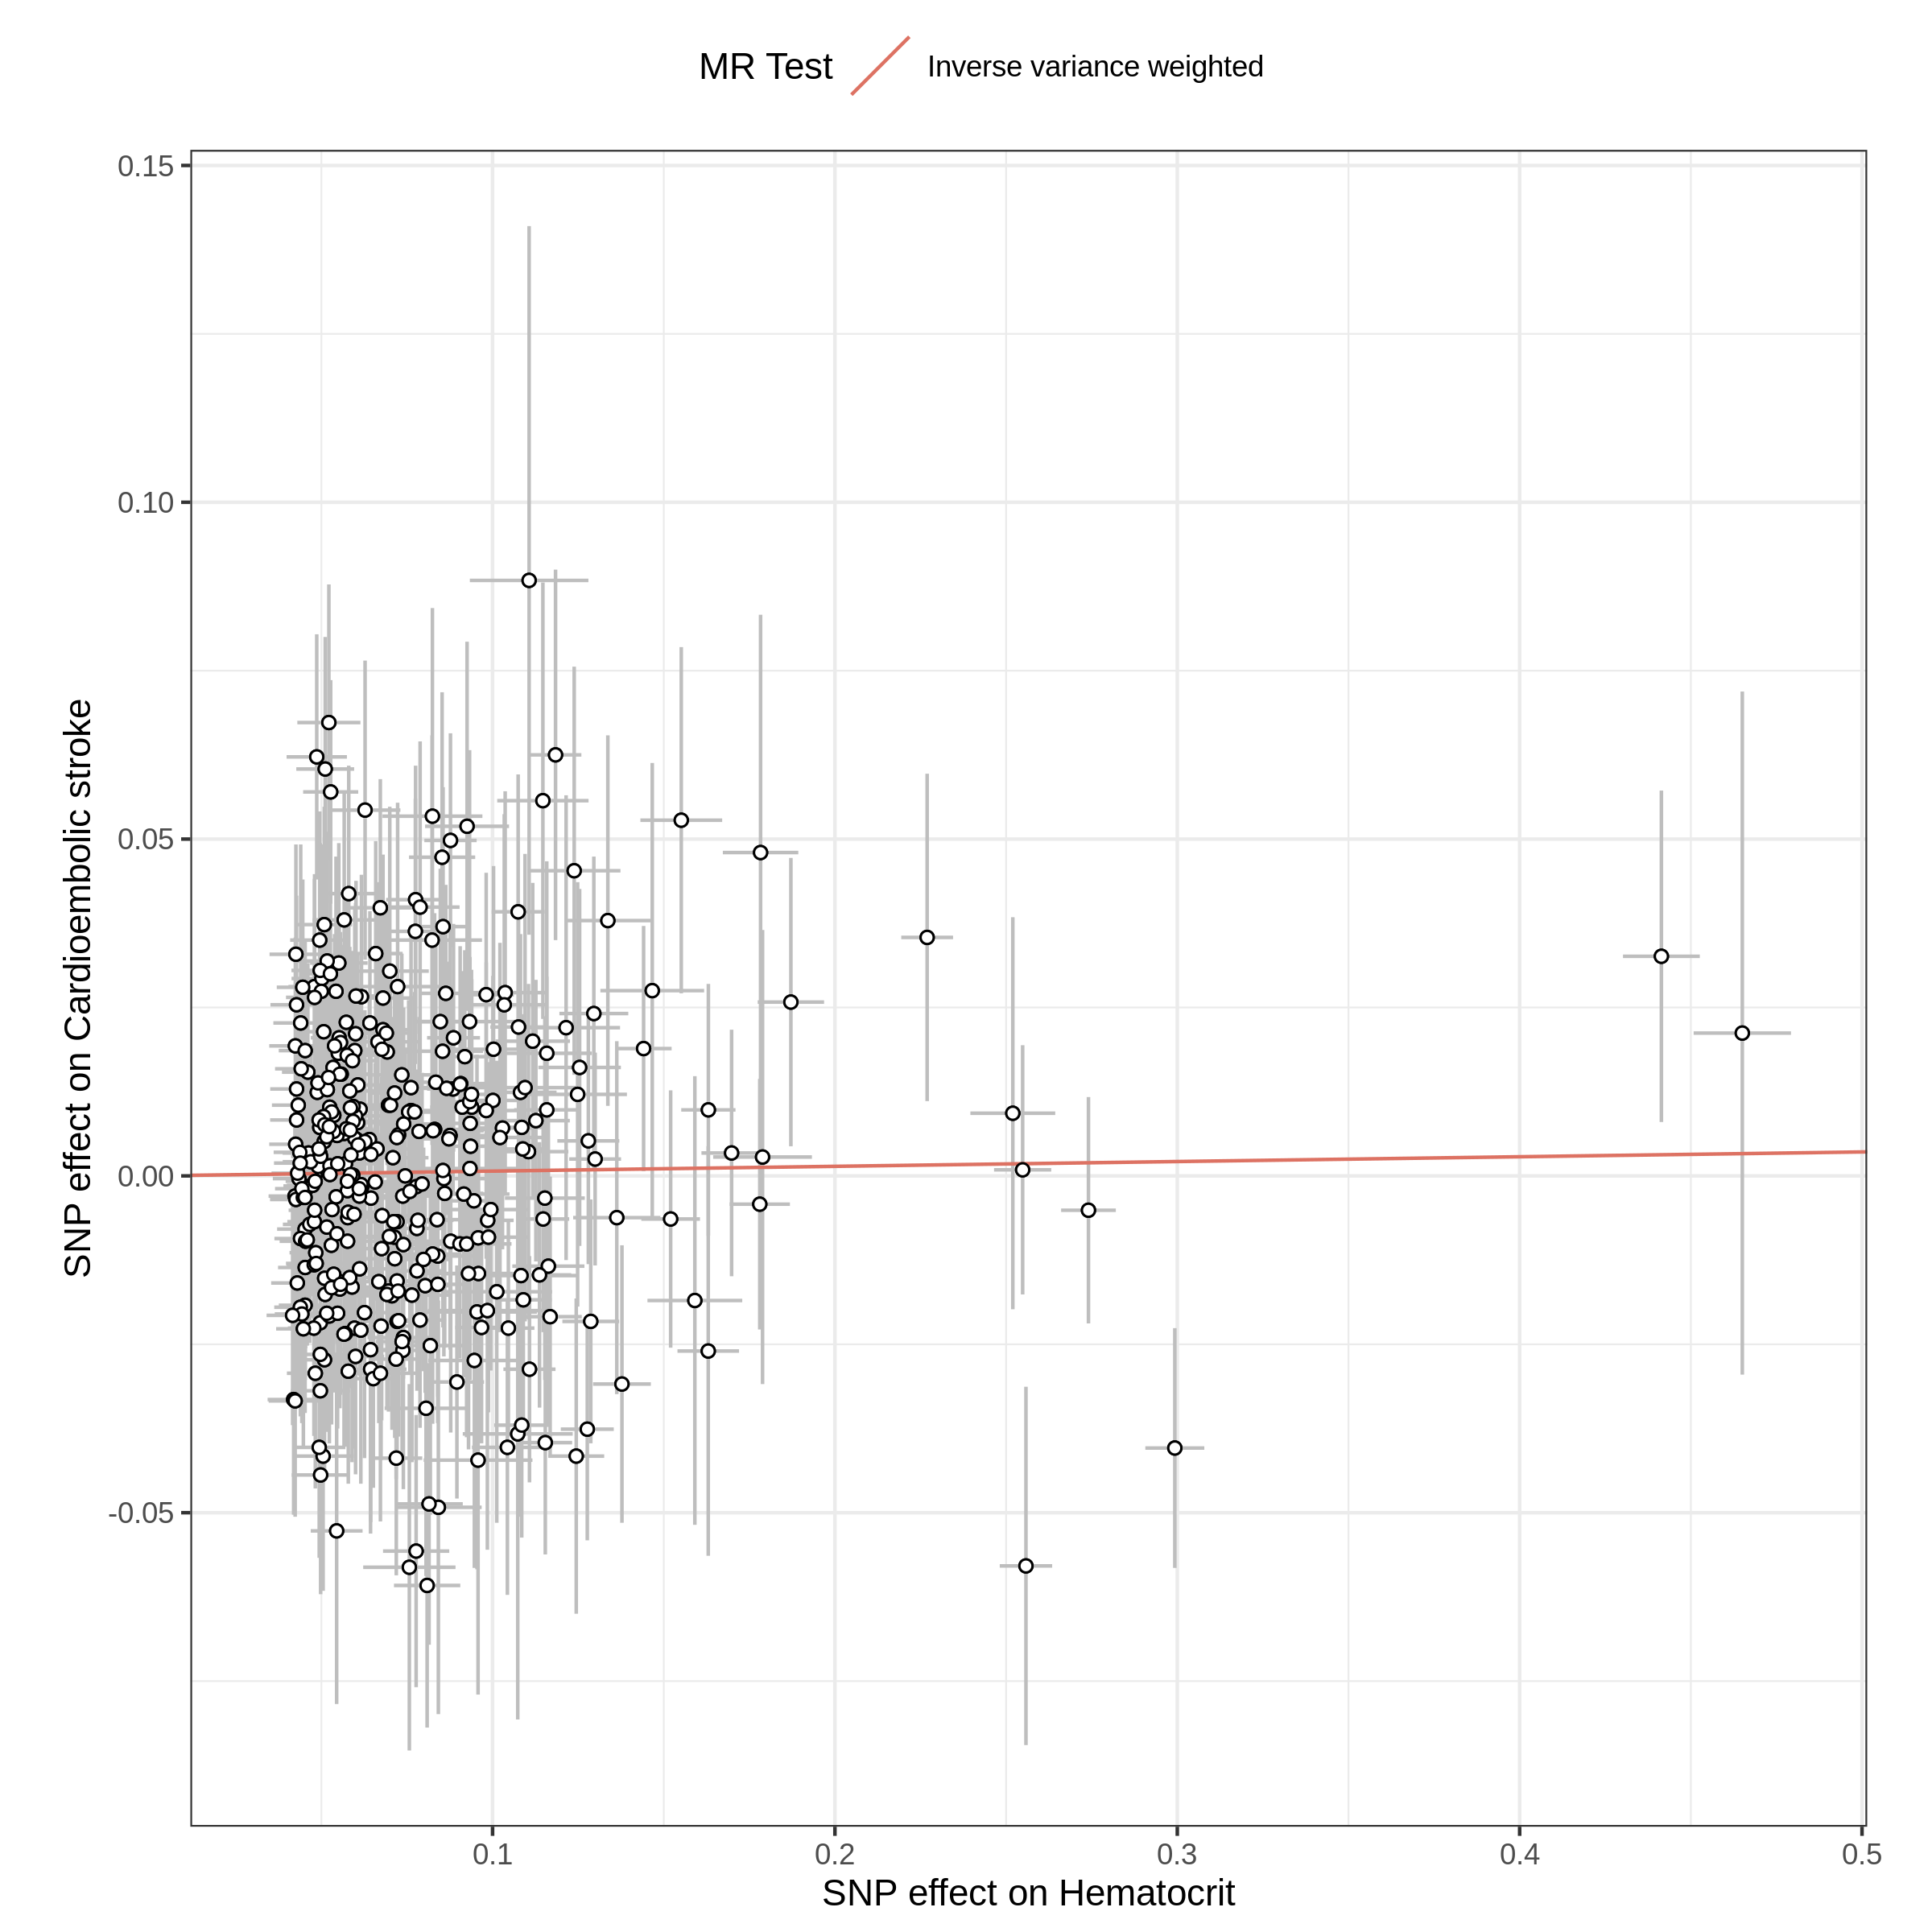 MR Test Inverse variance weighted
0.15
0.10
0.05
0.00
-0.05
SNP effect on Cardioembolic stroke
0.1 0.2 0.3 0.4 0.5
SNP effect on Hematocrit